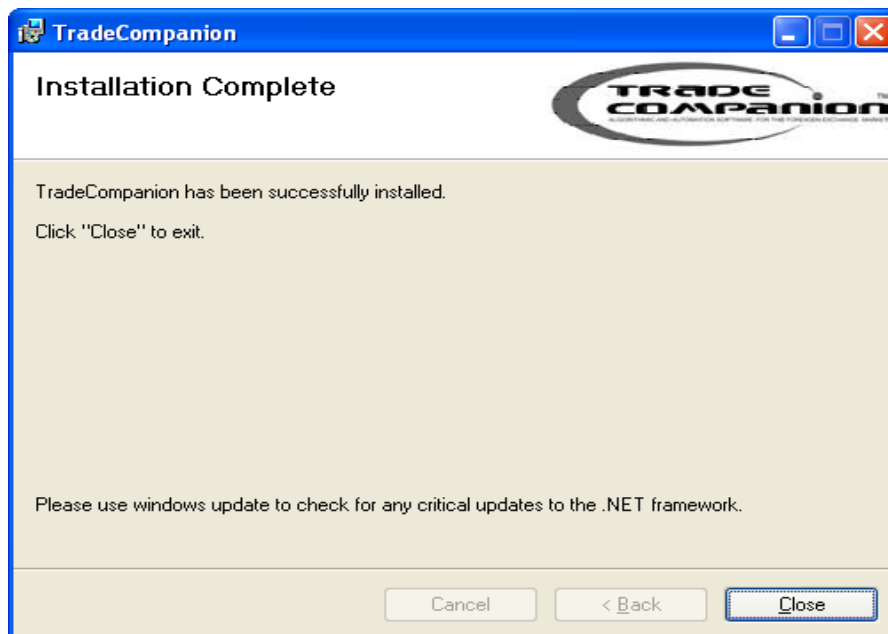 TradeCompanion
Installation Complete
TRADE
COMPANION
TradeCompanion has been successfully installed.
Click "Close" to exit.
Please use windows update to check for any critical updates to the .NET framework.
Cancel
< Back
Close